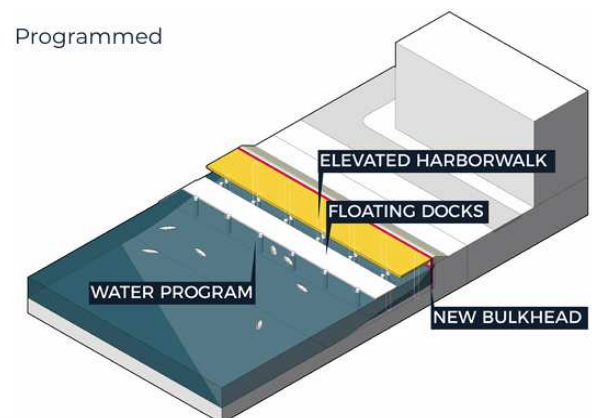 Programmed
ELEVATED HARBORWALK
FLOATING DOCKS
WATER PROGRAM
NEW BULKHEAD